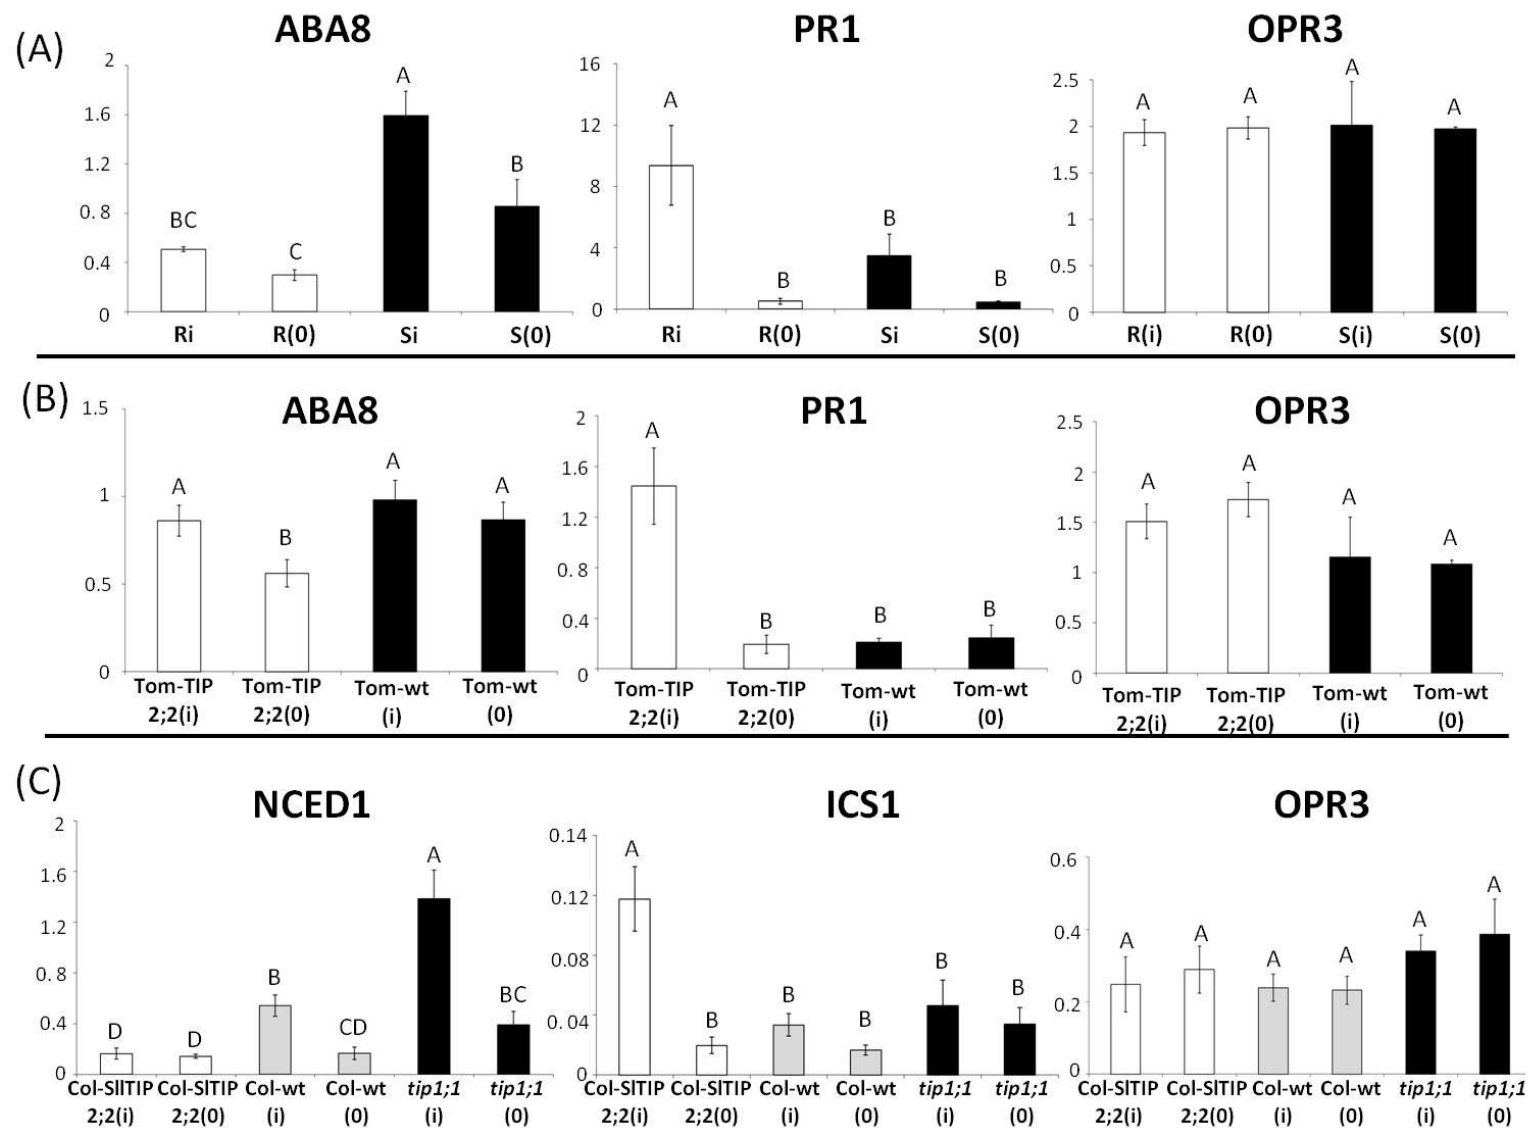 (A)
ABA8
PR1
OPR3
2
1.6
1.2
0.8
0.4
0
BC
C
A
B
Ri R(0) Si S(0)
16
12
8
4
0
A
B
B
B
Ri R(0) Si S(0)
2.5
2
1.5
1
0.5
0
A
A
A
A
R(i) R(0) S(i) S(0)
(B)
ABA8
PR1
OPR3
1.5
1
0.5
0
A
B
A
A
Tom-TIP Tom-TIP Tom-wt Tom-wt
2;2(i) 2;2(0) (i) (0)
2
1.6
1.2
0.8
0.4
0
A
B
B
B
Tom-TIP Tom-TIP Tom-wt Tom-wt
2;2(i) 2;2(0) (i) (0)
2.5
2
1.5
1
0.5
0
A
A
A
A
Tom-TIP Tom-TIP Tom-wt Tom-wt
2;2(i) 2;2(0) (i) (0)
(C)
NCED1
ICS1
OPR3
2
1.6
1.2
0.8
0.4
0
D
D
B
CD
A
BC
Col-SlITIP Col-SlTIP Col-wt Col-wt tip1;1 tip1;1
2;2(i) 2;2(0) (i) (0) (i) (0)
0.14
0.12
0.08
0.04
0
A
B
B
B
B
B
Col-SlTIP Col-SlTIP Col-wt Col-wt tip1;1 tip1;1
2;2(i) 2;2(0) (i) (0) (i) (0)
0.6
0.4
0.2
0
A
A
A
A
A
A
Col-SlTIP Col-SlTIP Col-wt Col-wt tip1;1 tip1;1
2;2(i) 2;2(0) (i) (0) (i) (0)